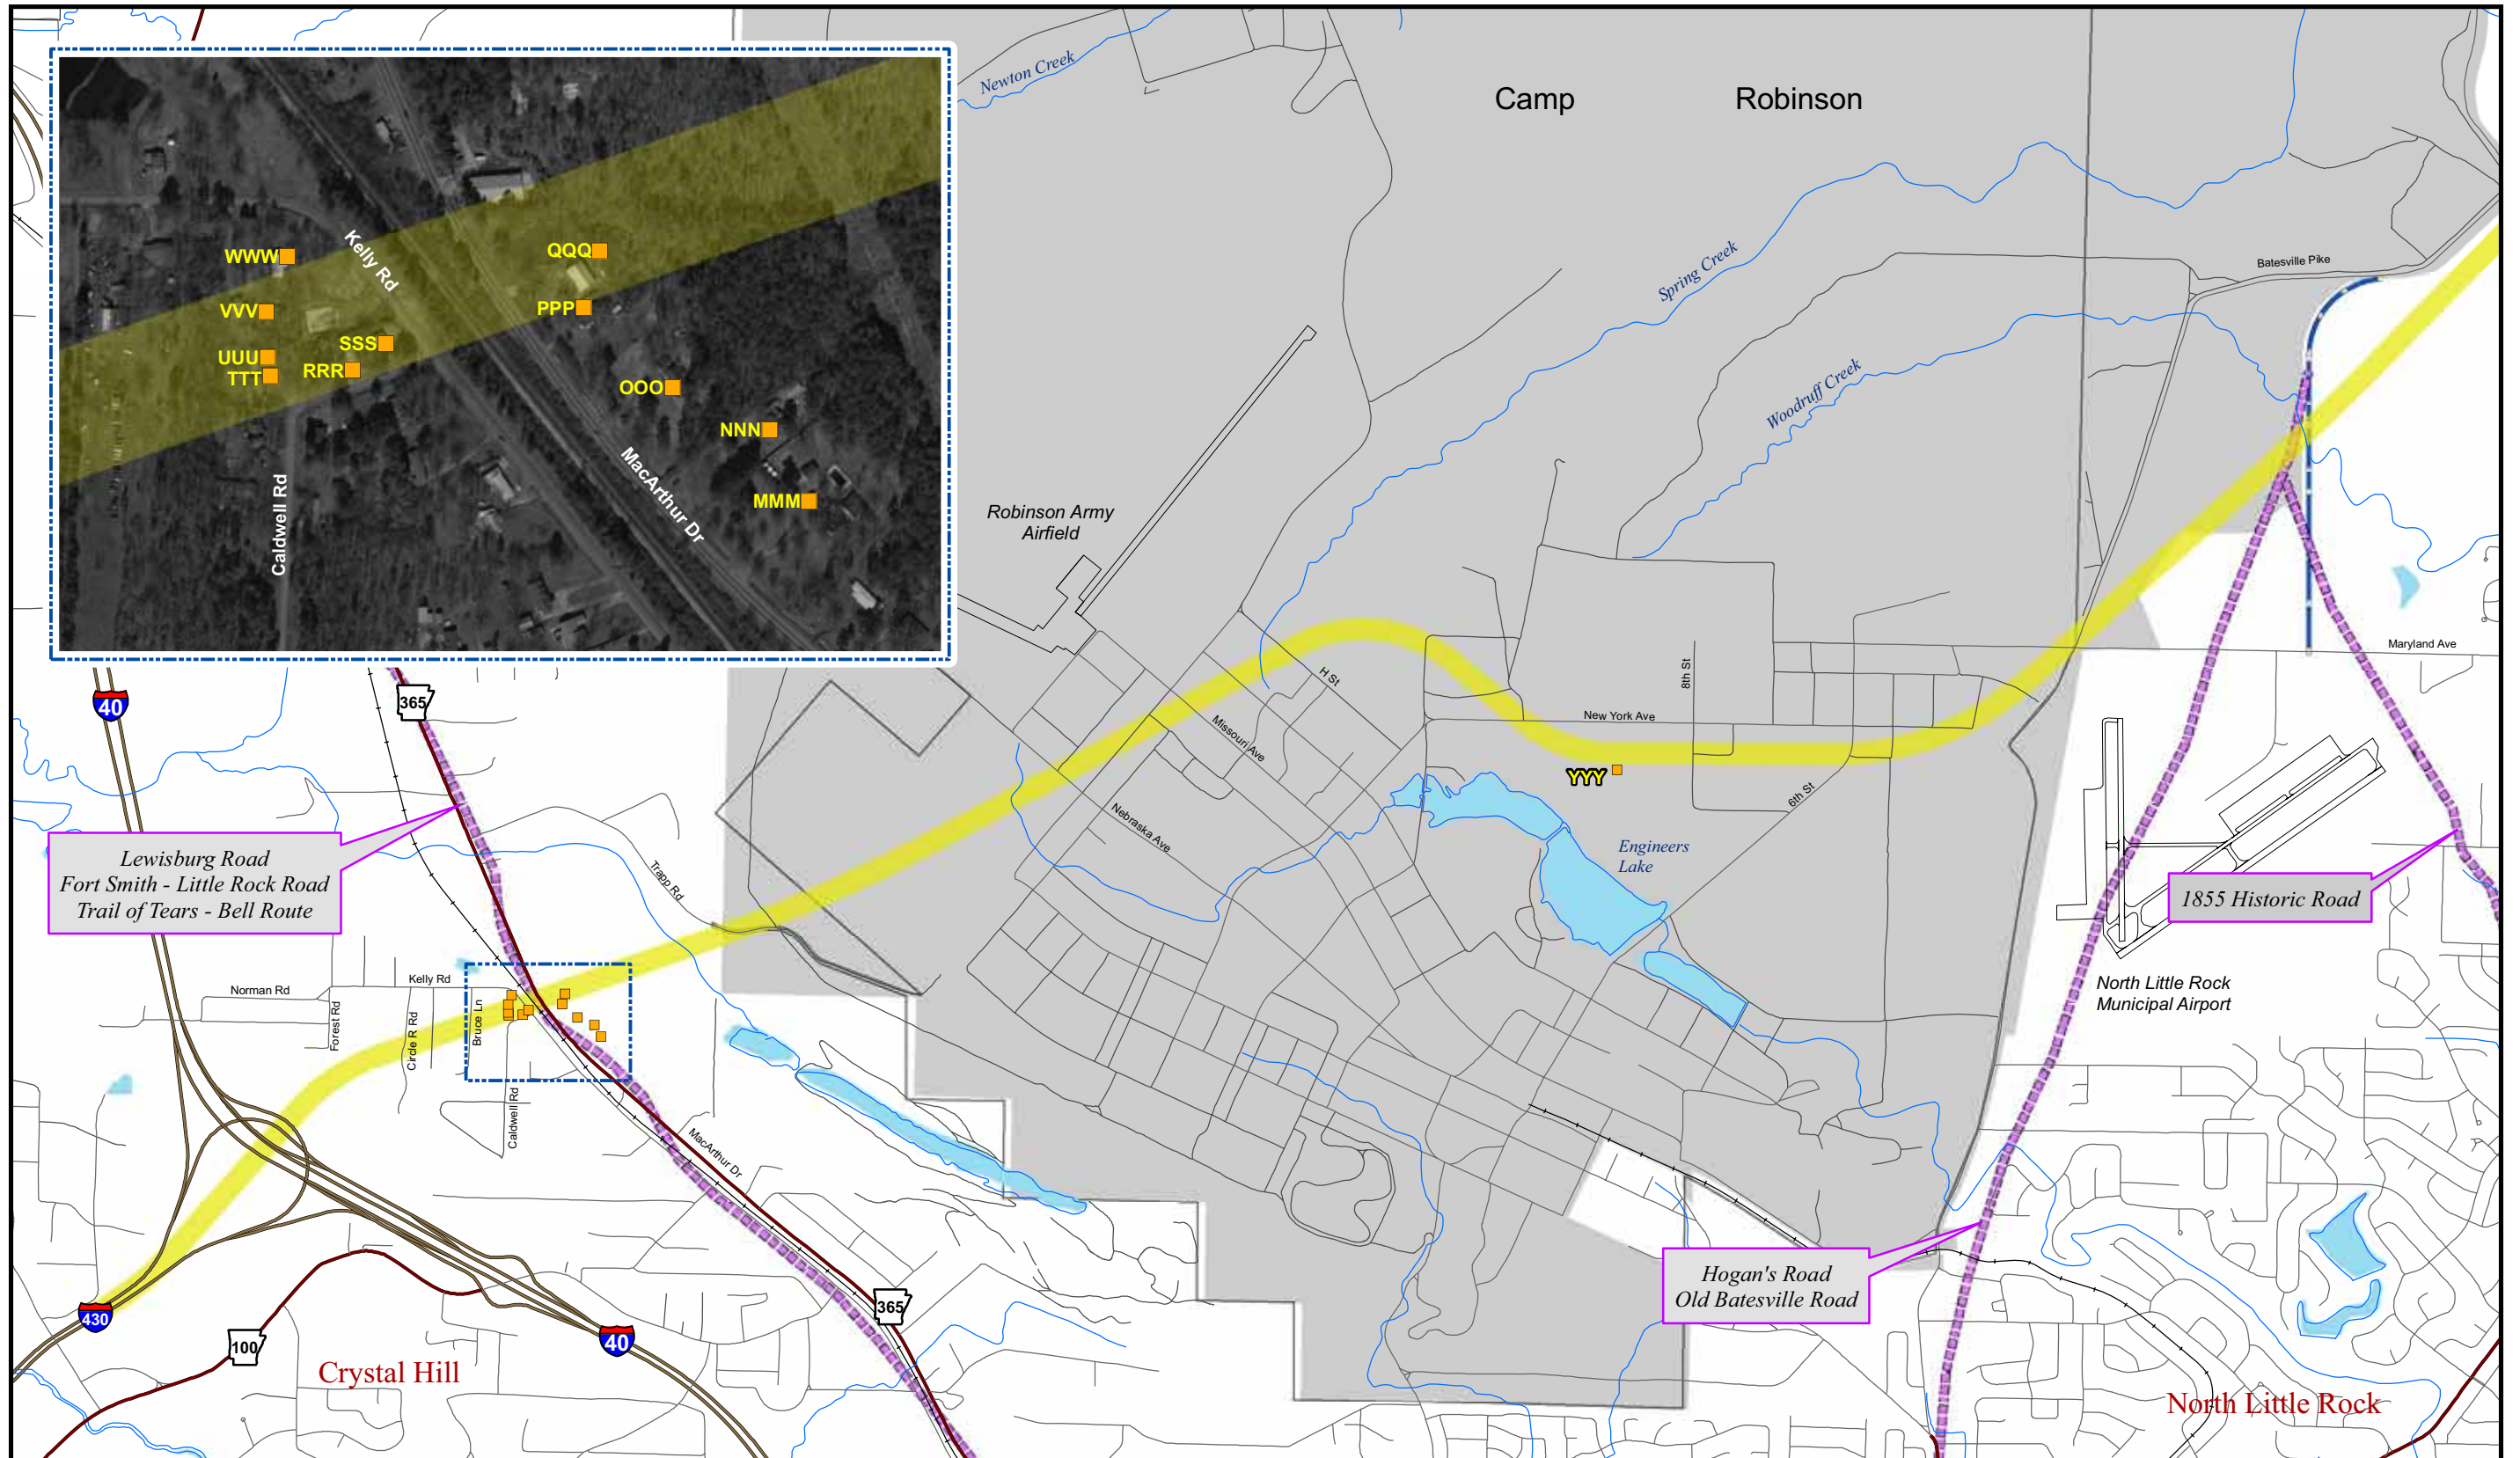 Newton Creek
Camp Robinson
WWW
Kelly Rd
QQQ
VVV
PPP
SSS
UUU
TTT
RRR
OOO
NNN
MMM
MacArthur Dr
Caldwell Rd
Spring Creek
Batesville Pike
Woodruff Creek
Robinson Army
Airfield
Maryland Ave
H St
8th St
New York Ave
Missouri Ave
YYY
6th St
Nebraska Ave
Engineers
Lake
40
365
Lewisburg Road
Fort Smith - Little Rock Road
Trail of Tears - Bell Route
Trapp Rd
1855 Historic Road
North Little Rock
Municipal Airport
Kelly Rd
Norman Rd
Forest Rd
Circle R Rd
Bruce Ln
Caldwell Rd
MacArthur Dr
Hogan's Road
Old Batesville Road
430
100
40
365
Crystal Hill
North Little Rock